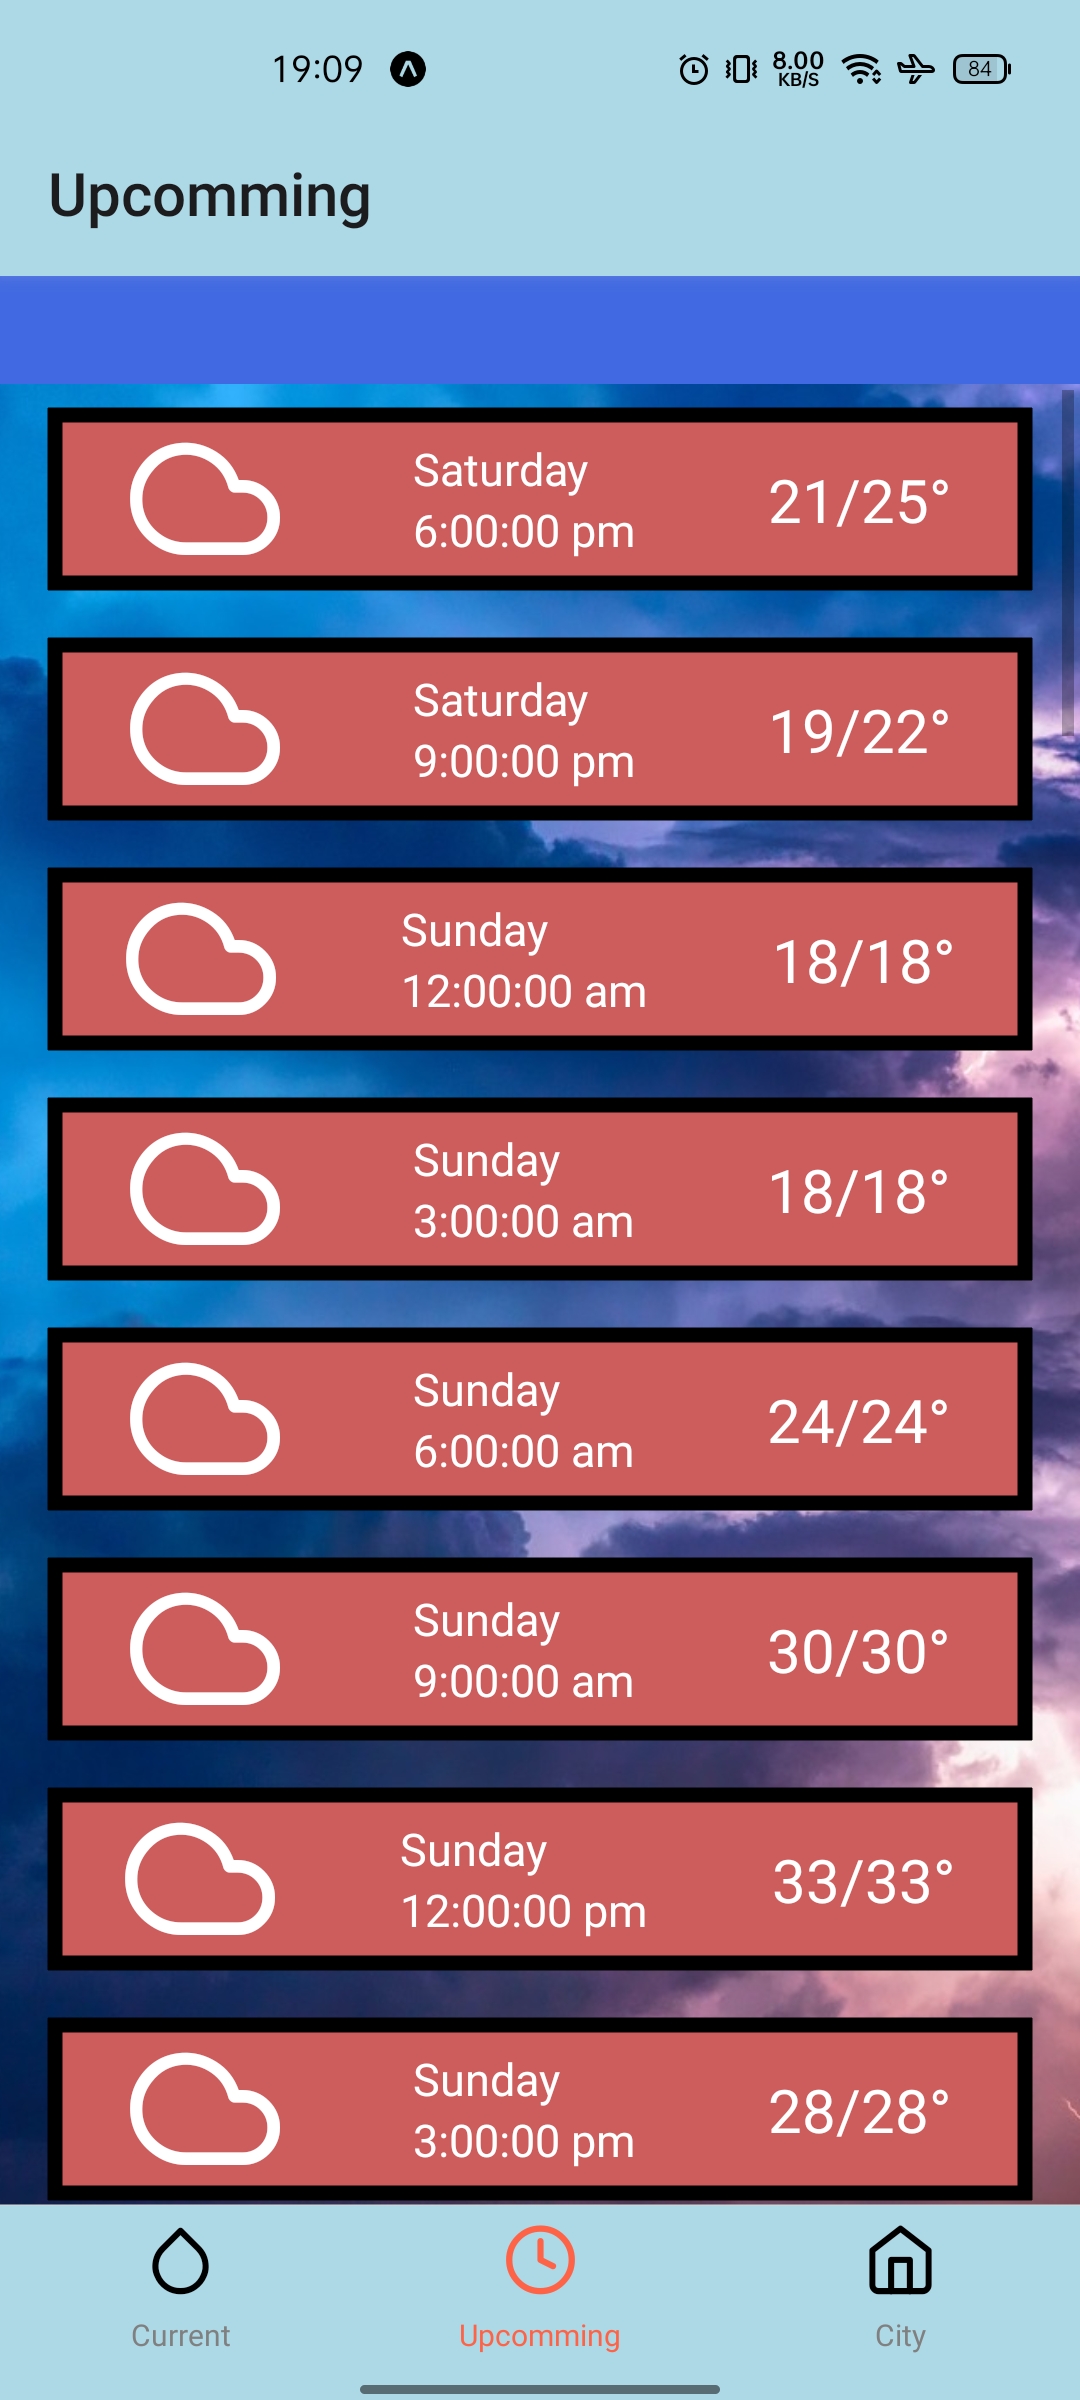 19:09 8.00 KB/S 84
Upcomming
Saturday
6:00:00 pm
21/25°
Saturday
9:00:00 pm
19/22°
Sunday
12:00:00 am
18/18°
Sunday
3:00:00 am
18/18°
Sunday
6:00:00 am
24/24°
Sunday
9:00:00 am
30/30°
Sunday
12:00:00 pm
33/33°
Sunday
3:00:00 pm
28/28°
Current Upcomming City